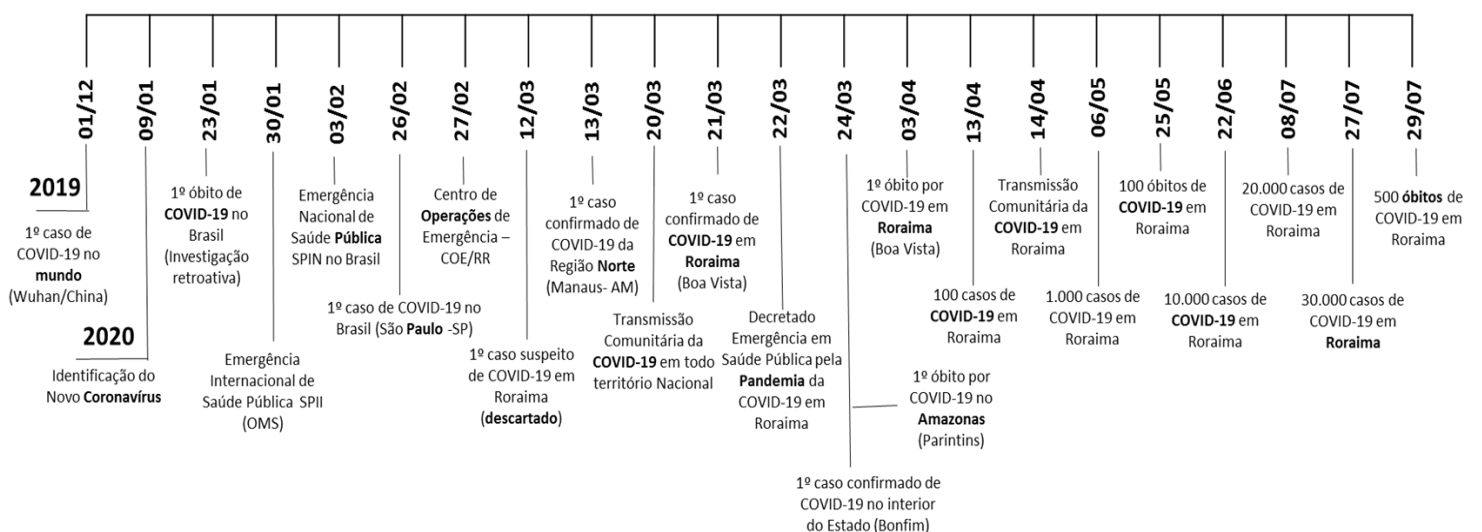 01/12
09/01
23/01
30/01
03/02
26/02
27/02
12/03
13/03
20/03
21/03
22/03
24/03
03/04
13/04
14/04
06/05
25/05
22/06
08/07
27/07
29/07
2019
1º caso de
COVID-19 no
mundo
(Wuhan/China)
2020
Identificação do
Novo Coronavírus
1º óbito de
COVID-19 no
Brasil
(Investigação
retroativa)
Emergência
Internacional de
Saúde Pública SPII
(OMS)
Emergência
Nacional de
Saúde Pública
SPIN no Brasil
1º caso de COVID-19 no
Brasil (São Paulo -SP)
Centro de
Operações de
Emergência –
COE/RR
1º caso suspeito
de COVID-19 em
Roraima
(descartado)
1º caso
confirmado de
COVID-19 da
Região Norte
(Manaus- AM)
Transmissão
Comunitária da
COVID-19 em todo
território Nacional
1º caso
confirmado de
COVID-19 em
Roraima
(Boa Vista)
Decretado
Emergência em
Saúde Pública pela
Pandemia da
COVID-19 em
Roraima
1º caso confirmado de
COVID-19 no interior
do Estado (Bonfim)
1º óbito por
COVID-19 no
Amazonas
(Parintins)
1º óbito por
COVID-19 em
Roraima
(Boa Vista)
100 casos de
COVID-19 em
Roraima
Transmissão
Comunitária da
COVID-19 em
Roraima
1.000 casos de
COVID-19 em
Roraima
100 óbitos de
COVID-19 em
Roraima
10.000 casos de
COVID-19 em
Roraima
20.000 casos de
COVID-19 em
Roraima
30.000 casos de
COVID-19 em
Roraima
500 óbitos de
COVID-19 em
Roraima